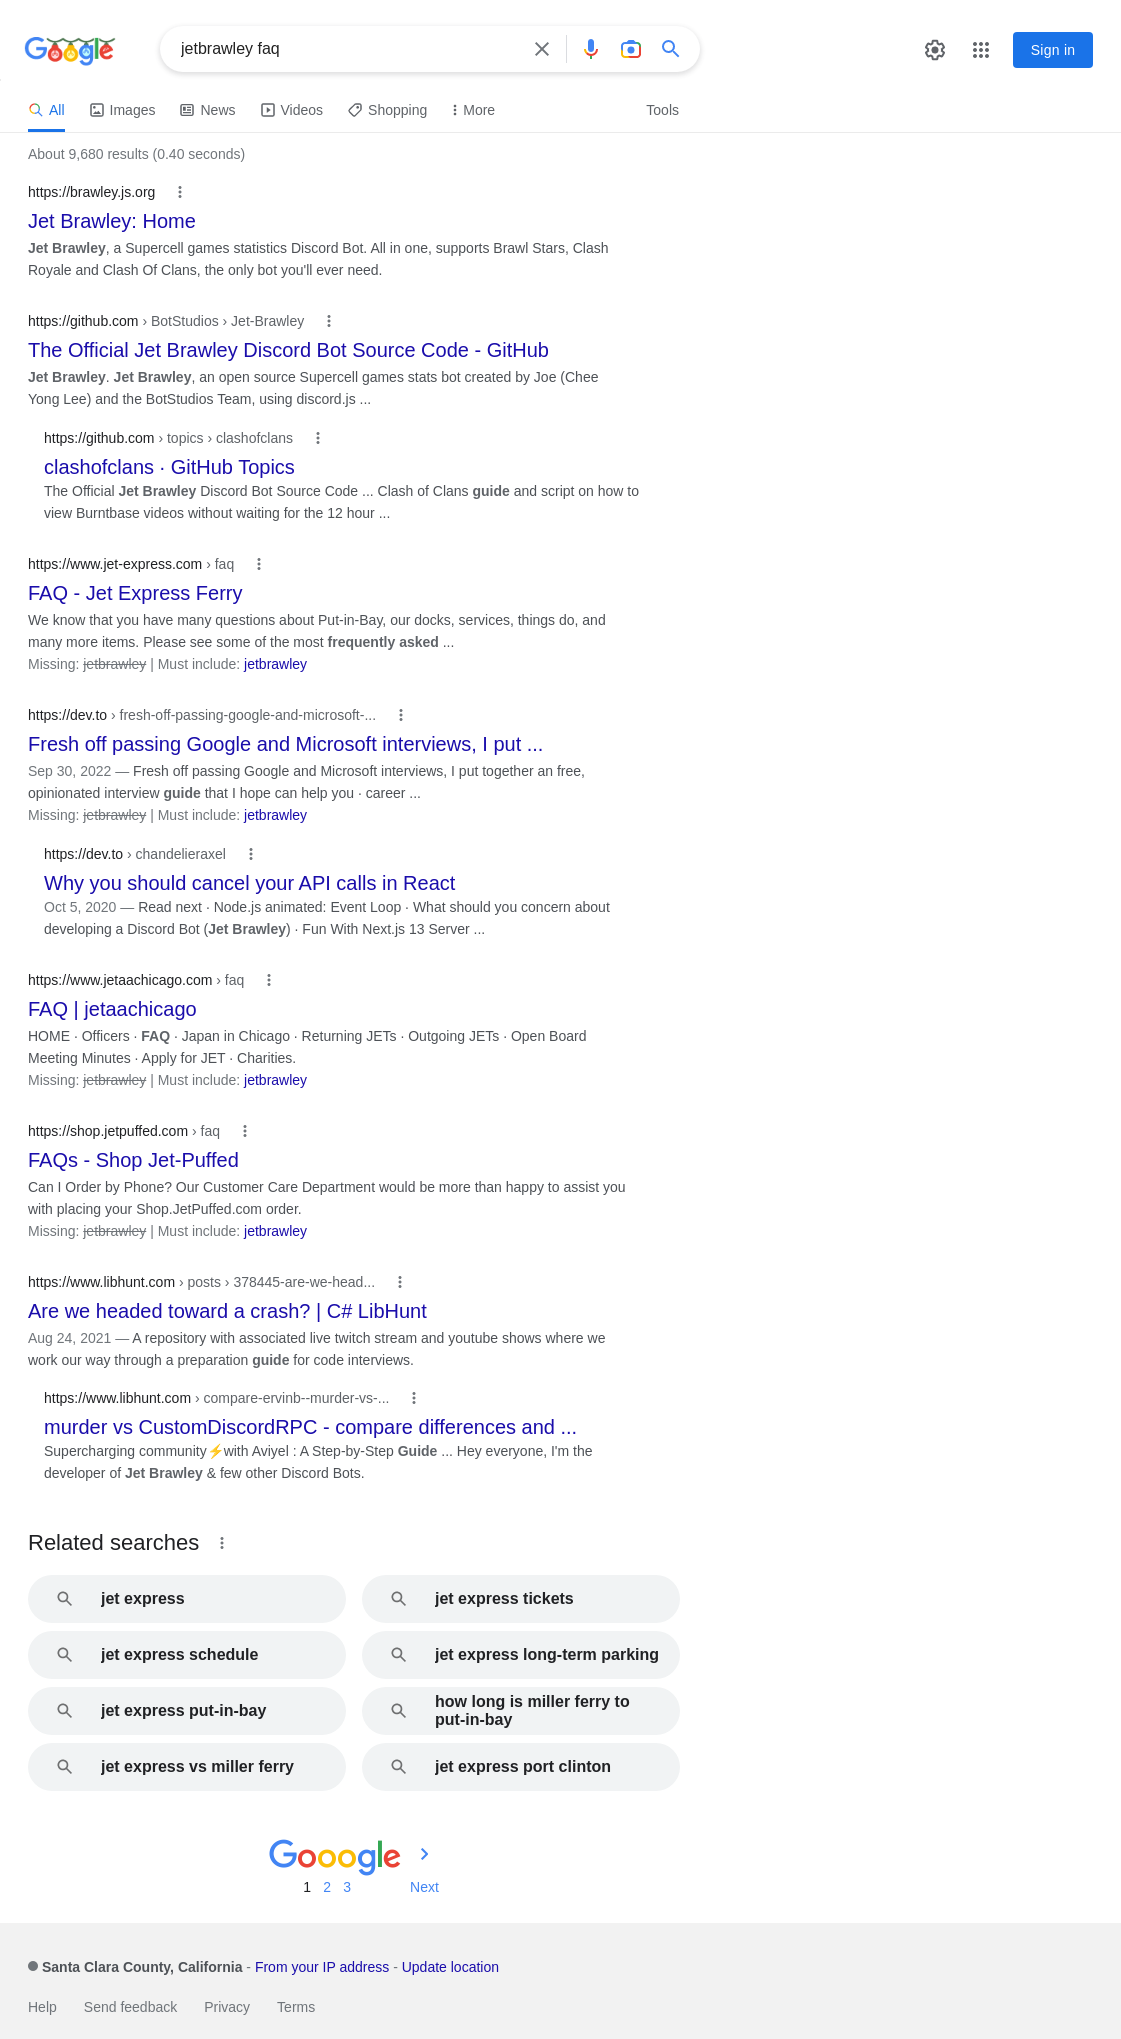 Google
jetbrawley faq
Sign in
All
Images
News
Videos
Shopping
More
Tools
About 9,680 results (0.40 seconds)
https://brawley.js.org
Jet Brawley: Home
Jet Brawley, a Supercell games statistics Discord Bot. All in one, supports Brawl Stars, Clash
Royale and Clash Of Clans, the only bot you'll ever need.
https://github.com › BotStudios › Jet-Brawley
The Official Jet Brawley Discord Bot Source Code - GitHub
Jet Brawley. Jet Brawley, an open source Supercell games stats bot created by Joe (Chee
Yong Lee) and the BotStudios Team, using discord.js ...
https://github.com › topics › clashofclans
clashofclans · GitHub Topics
The Official Jet Brawley Discord Bot Source Code ... Clash of Clans guide and script on how to
view Burntbase videos without waiting for the 12 hour ...
https://www.jet-express.com › faq
FAQ - Jet Express Ferry
We know that you have many questions about Put-in-Bay, our docks, services, things do, and
many more items. Please see some of the most frequently asked ...
Missing: jetbrawley | Must include: jetbrawley
https://dev.to › fresh-off-passing-google-and-microsoft-...
Fresh off passing Google and Microsoft interviews, I put ...
Sep 30, 2022 — Fresh off passing Google and Microsoft interviews, I put together an free,
opinionated interview guide that I hope can help you · career ...
Missing: jetbrawley | Must include: jetbrawley
https://dev.to › chandelieraxel
Why you should cancel your API calls in React
Oct 5, 2020 — Read next · Node.js animated: Event Loop · What should you concern about
developing a Discord Bot (Jet Brawley) · Fun With Next.js 13 Server ...
https://www.jetaachicago.com › faq
FAQ | jetaachicago
HOME · Officers · FAQ · Japan in Chicago · Returning JETs · Outgoing JETs · Open Board
Meeting Minutes · Apply for JET · Charities.
Missing: jetbrawley | Must include: jetbrawley
https://shop.jetpuffed.com › faq
FAQs - Shop Jet-Puffed
Can I Order by Phone? Our Customer Care Department would be more than happy to assist you
with placing your Shop.JetPuffed.com order.
Missing: jetbrawley | Must include: jetbrawley
https://www.libhunt.com › posts › 378445-are-we-head...
Are we headed toward a crash? | C# LibHunt
Aug 24, 2021 — A repository with associated live twitch stream and youtube shows where we
work our way through a preparation guide for code interviews.
https://www.libhunt.com › compare-ervinb--murder-vs-...
murder vs CustomDiscordRPC - compare differences and ...
Supercharging community⚡with Aviyel : A Step-by-Step Guide ... Hey everyone, I'm the
developer of Jet Brawley & few other Discord Bots.
Related searches
jet express
jet express tickets
jet express schedule
jet express long-term parking
jet express put-in-bay
how long is miller ferry to
put-in-bay
jet express vs miller ferry
jet express port clinton
Gooogle
1 2 3 Next
Santa Clara County, California - From your IP address - Update location
Help Send feedback Privacy Terms